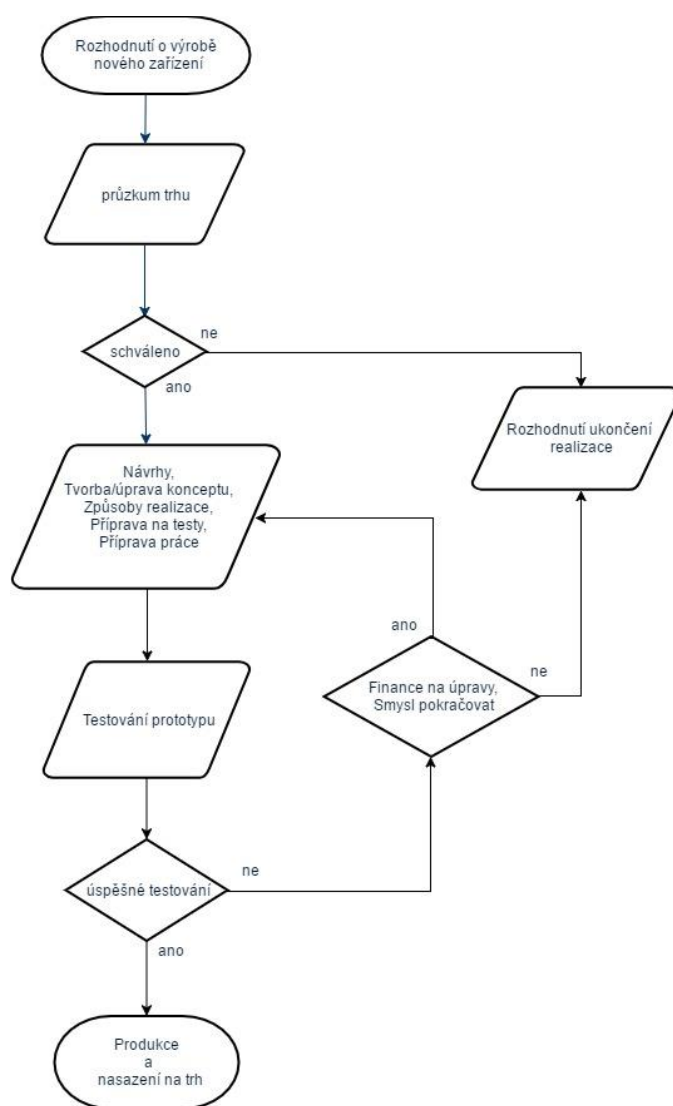 Rozhodnutí o výrobě
nového zařízení
průzkum trhu
ne
schváleno
ano
Rozhodnutí ukončení
realizace
Návrhy,
Tvorba/úprava konceptu,
Způsoby realizace,
Příprava na testy,
Příprava práce
ano
ne
Finance na úpravy,
Smysl pokračovat
Testování prototypu
ne
úspěšné testování
ano
Produkce
a
nasazení na trh